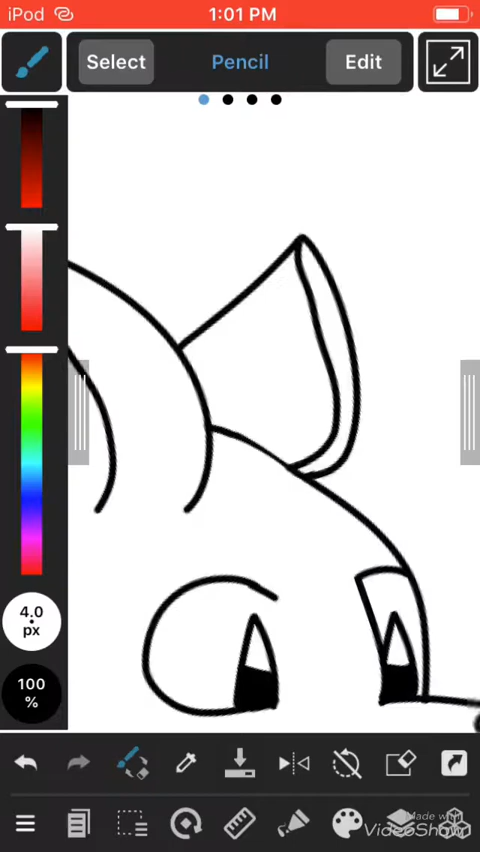 iPod 1:01 PM
Select Pencil Edit
4.0
px
100
%
Made with
VideoShow